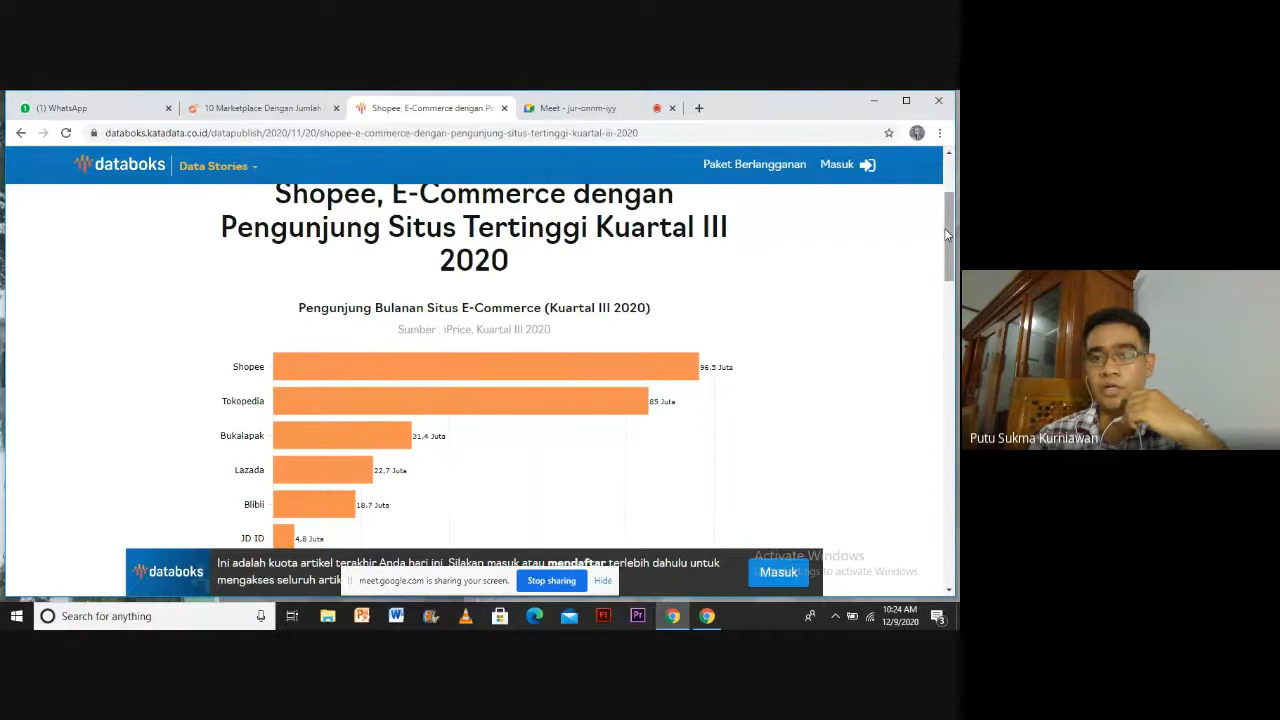 (1) WhatsApp
10 Marketplace Dengan Jumlah
Shopee, E-Commerce dengan Pe
Meet - jur-onnm-iyy
databoks.katadata.co.id/datapublish/2020/11/20/shopee-e-commerce-dengan-pengunjung-situs-tertinggi-kuartal-iii-2020
databoks
Data Stories
Paket Berlangganan
Masuk
Shopee, E-Commerce dengan
Pengunjung Situs Tertinggi Kuartal III
2020
Pengunjung Bulanan Situs E-Commerce (Kuartal III 2020)
Sumber : iPrice, Kuartal III 2020
Shopee
96,5 Juta
Tokopedia
85 Juta
Bukalapak
31,4 Juta
Lazada
22,7 Juta
Blibli
18,7 Juta
JD ID
4,8 Juta
databoks
Ini adalah kuota artikel terakhir Anda hari ini. Silakan masuk atau mendaftar terlebih dahulu untuk
mengakses seluruh artik
Masuk
Activate Windows
to activate Windows.
meet.google.com is sharing your screen.
Stop sharing
Hide
Search for anything
10:24 AM
12/9/2020
3
Putu Sukma Kurniawan